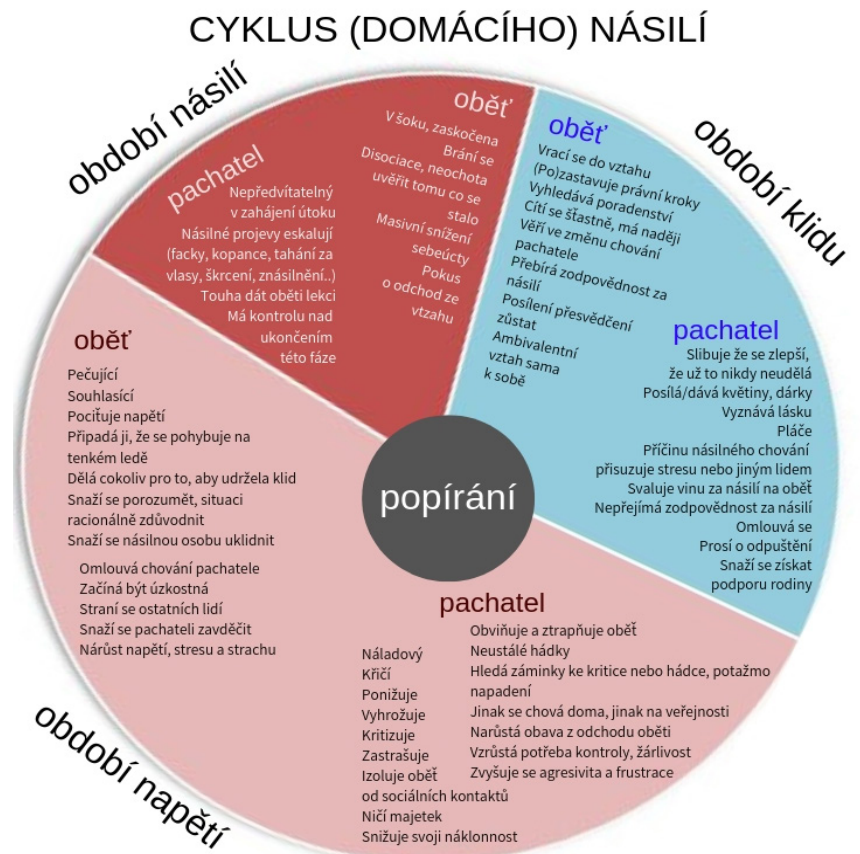 CYKLUS (DOMÁCÍHO) NÁSILÍ
období násilí
pachatel
Nepředvítatelný
v zahájení útoku
Násilné projevy eskalují
(facky, kopance, tahání za
vlasy, škrcení, znásilnění..)
Touha dát oběti lekci
Má kontrolu nad
ukončením
této fáze
oběť
V šoku, zaskočena
Brání se
Disociace, neochota
uvěřit tomu co se
stalo
Masivní snížení
sebeúcty
Pokus
o odchod ze
vztahu
období klidu
oběť
Vrací se do vztahu
(Po)zastavuje právní kroky
Vyhledává poradenství
Cítí se šťastně, má naději
Věří ve změnu chování
pachatele
Přebírá zodpovědnost za
násilí
Posílení přesvědčení
zůstat
Ambivalentní
vztah sama
k sobě
pachatel
Slibuje že se zlepší,
že už to nikdy neudělá
Posílá/dává květiny, dárky
Vyznává lásku
Pláče
Příčinu násilného chování
přisuzuje stresu nebo jiným lidem
Svaluje vinu za násilí na oběť
Nepřejímá zodpovědnost za násilí
Omlouvá se
Prosí o odpuštění
Snaží se získat
podporu rodiny
popírání
období napětí
oběť
Pečující
Souhlasící
Pociťuje napětí
Připadá ji, že se pohybuje na
tenkém ledě
Dělá cokoliv pro to, aby udržela klid
Snaží se porozumět, situaci
racionálně zdůvodnit
Snaží se násilnou osobu uklidnit
Omlouvá chování pachatele
Začíná být úzkostná
Straní se ostatních lidí
Snaží se pachateli zavděčit
Nárůst napětí, stresu a strachu
pachatel
Náladový
Křičí
Ponižuje
Vyhrožuje
Kritizuje
Zastrašuje
Izoluje oběť
od sociálních kontaktů
Ničí majetek
Snižuje svoji náklonnost
Obviňuje a ztrapňuje oběť
Neustálé hádky
Hledá záminky ke kritice nebo hádce, potažmo
napadení
Jinak se chová doma, jinak na veřejnosti
Narůstá obava z odchodu oběti
Vzrůstá potřeba kontroly, žárlivost
Zvyšuje se agresivita a frustrace